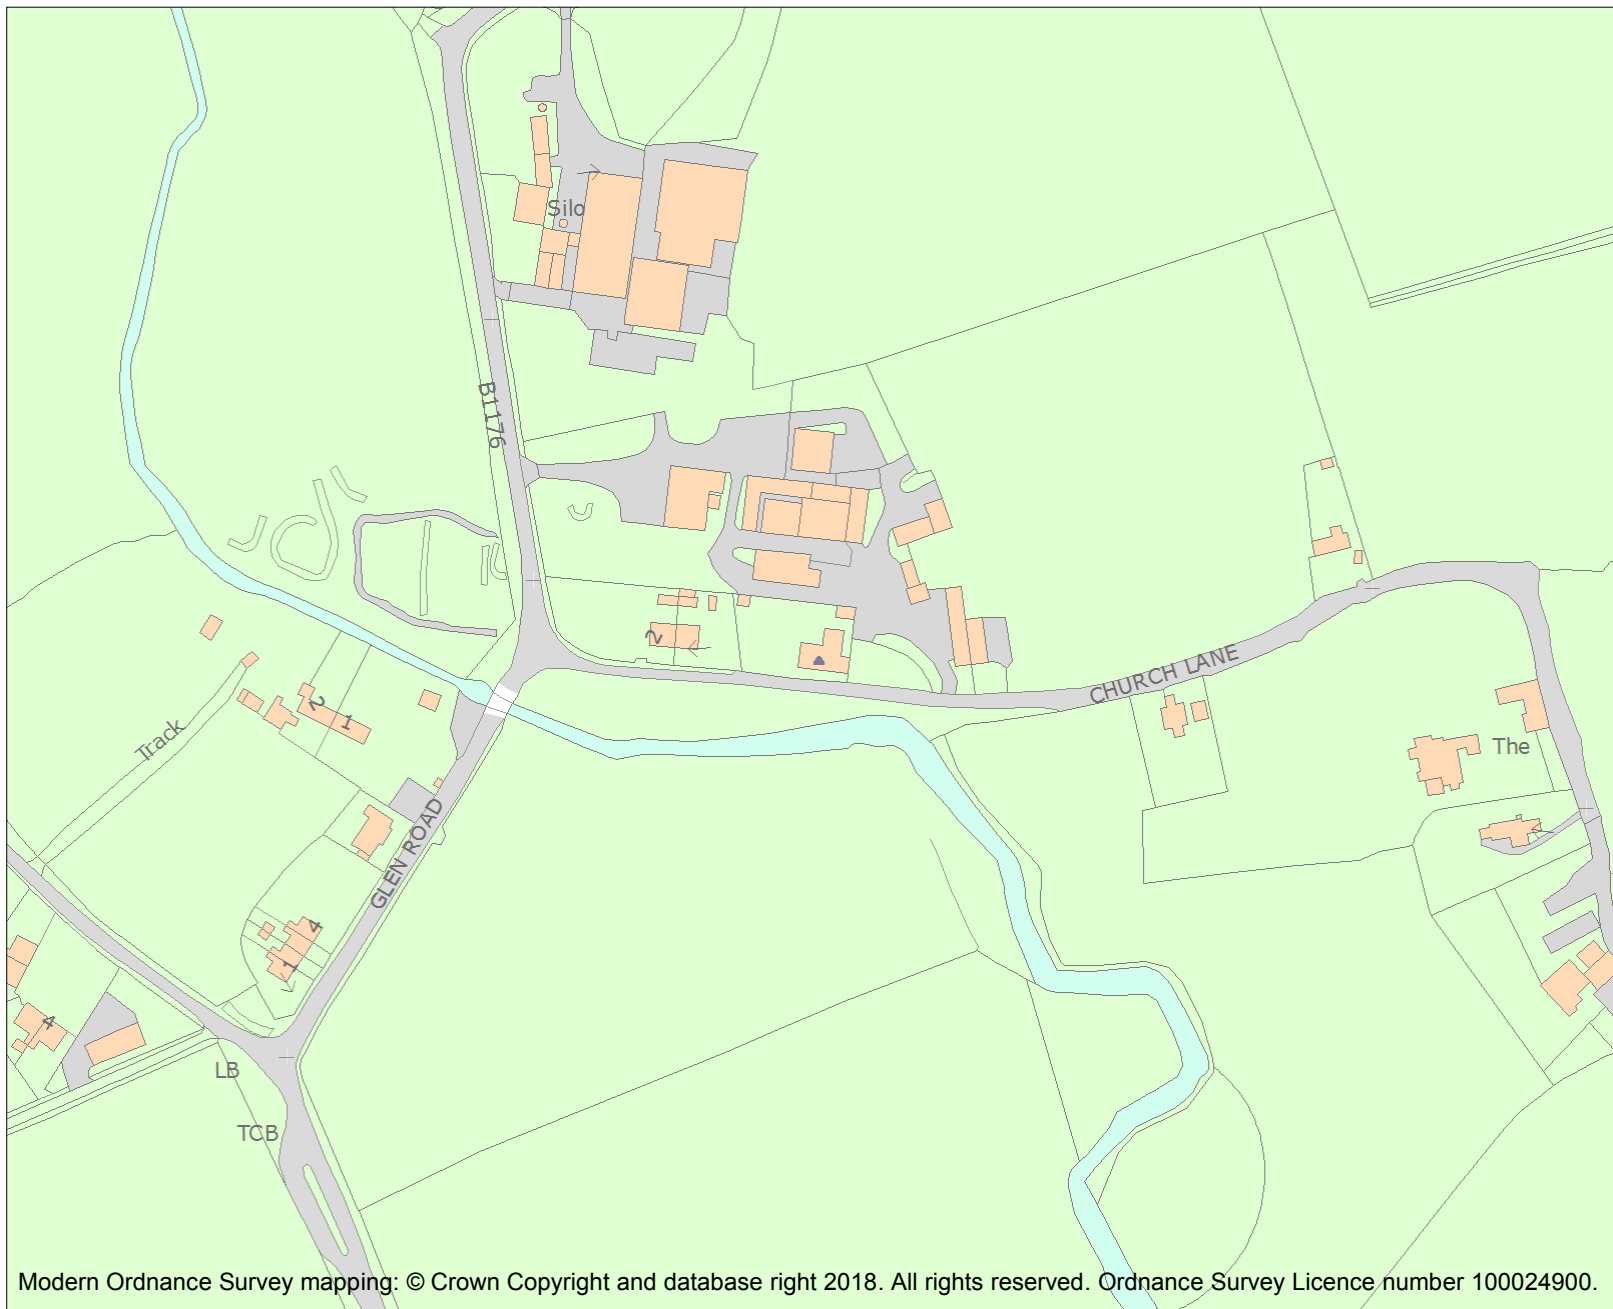 Silo
B1176
2
CHURCH LANE
2
1
Track
The
GLEN ROAD
4
1
4
LB
TCB
Modern Ordnance Survey mapping: © Crown Copyright and database right 2018. All rights reserved. Ordnance Survey Licence number 100024900.